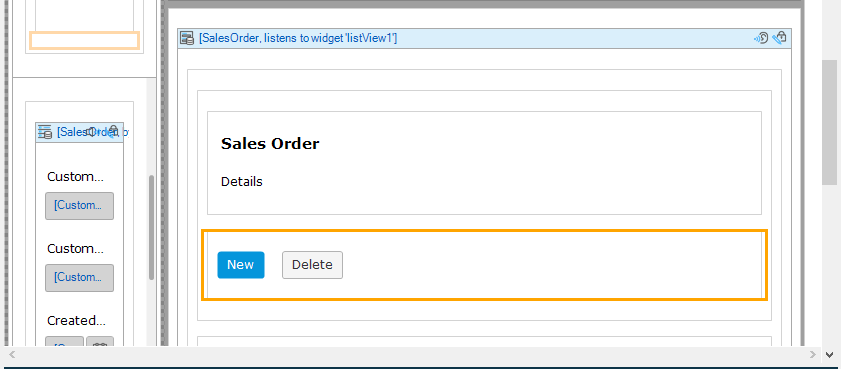 [SalesOrder, listens to widget 'listView1']
Sales Order
Details
New
Delete
[SalesOrder,
Custom...
[Custom...
Custom...
[Custom...
Created...